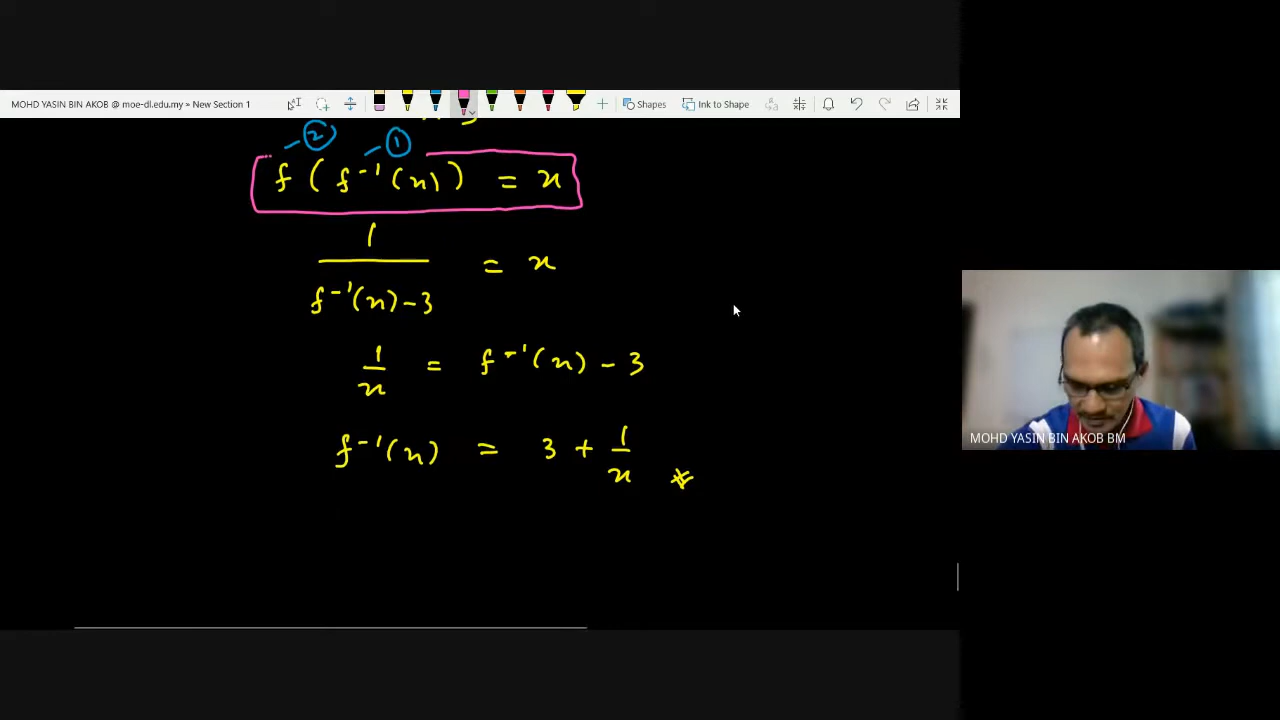 MOHD YASIN BIN AKOB @ moe-dl.edu.my » New Section 1
Shapes
Ink to Shape
2 1
f ( f⁻¹(x) ) = x
1 / (f⁻¹(x) - 3) = x
1/x = f⁻¹(x) - 3
f⁻¹(x) = 3 + 1/x *
MOHD YASIN BIN AKOB BM